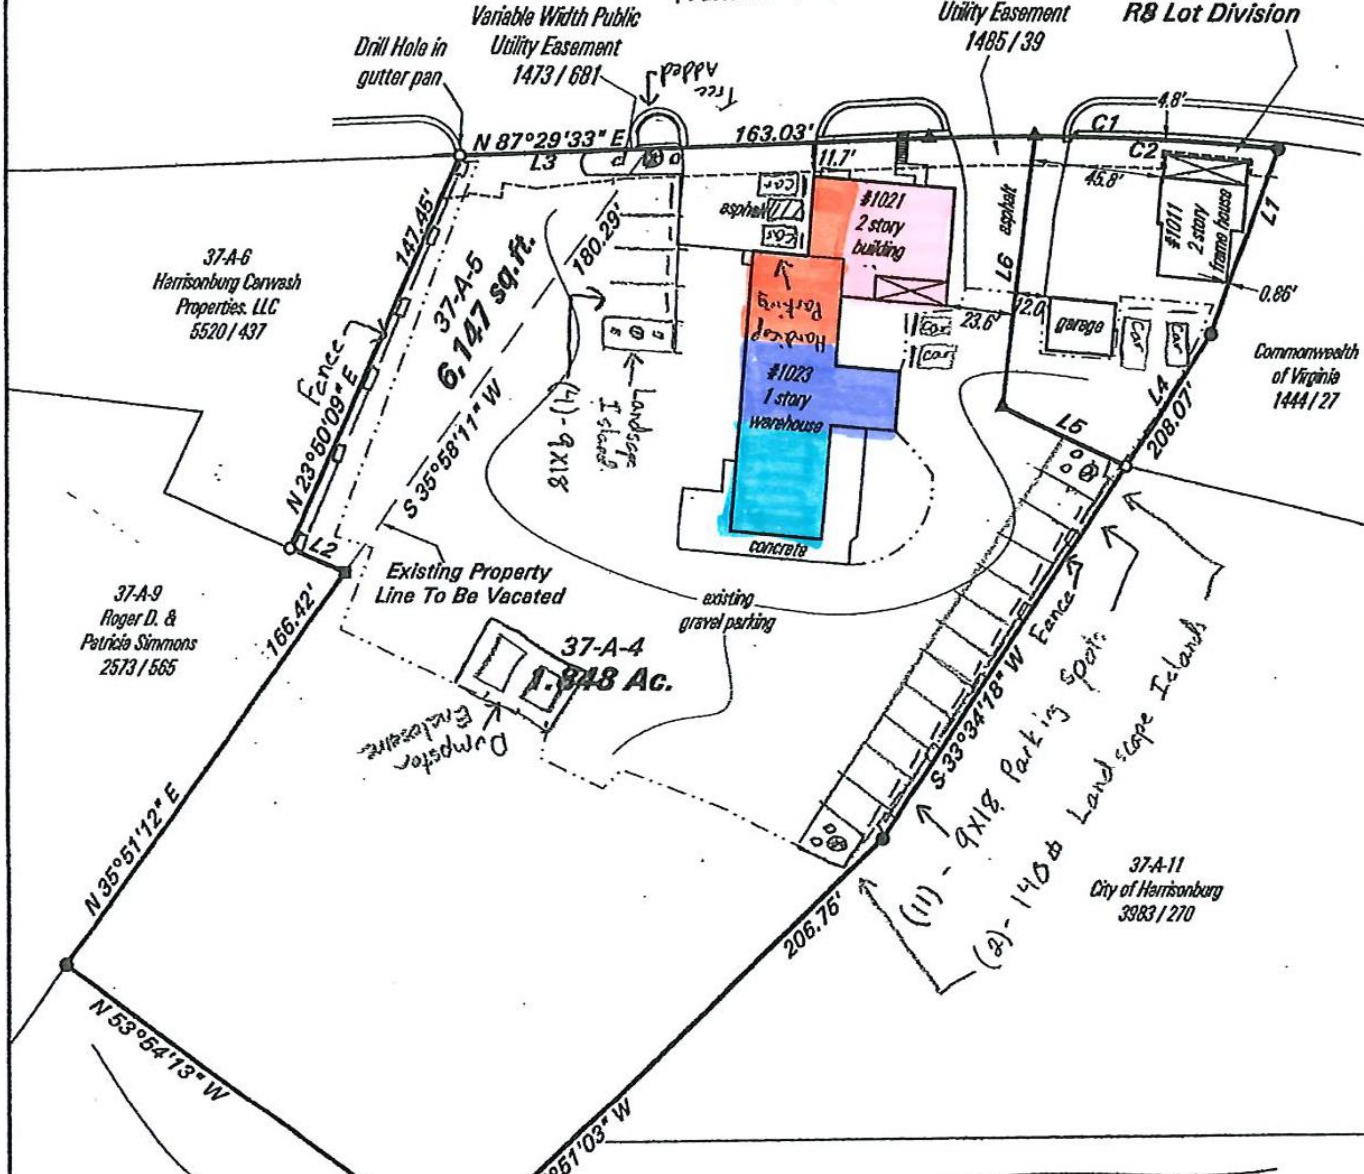 Variable Width Public
Utility Easement
1473 / 681
Utility Easement
1485 / 39
R8 Lot Division
Drill Hole in
gutter pan
Tree
Added
N 87°29'33" E
163.03'
L3
4.8'
C1
C2
11.7'
45.8'
L1
L6
asphalt
car
asphalt
car
#1021
2 story
building
#1011
2 story
frame house
0.86'
147.45'
37-A-5
6,147 sq.ft.
180.29'
37-A-6
Harrisonburg Carwash
Properties, LLC
5520 / 437
Fence
N 23°50'09" E
S 35°58'11" W
Handicap
Parking
Car
Car
23.6'
12.0
garage
Car
Car
Commonwealth
of Virginia
1444 / 27
L4
208.07'
L5
Landscape
Island
(4)- 9x18
#1023
1 story
warehouse
concrete
L2
Existing Property
Line To Be Vacated
existing
gravel parking
37-A-9
Roger D. &
Patricia Simmons
2573 / 565
166.42'
37-A-4
1.848 Ac.
Dumpster
Enclosure
Fence
S 33°34'18" W
(11) - 9x18 Parking Spots
(2)- 140 Landscape Islands
N 35°51'12" E
206.76'
37-A-11
City of Harrisonburg
3983 / 270
N 53°54'13" W
°51'03" W